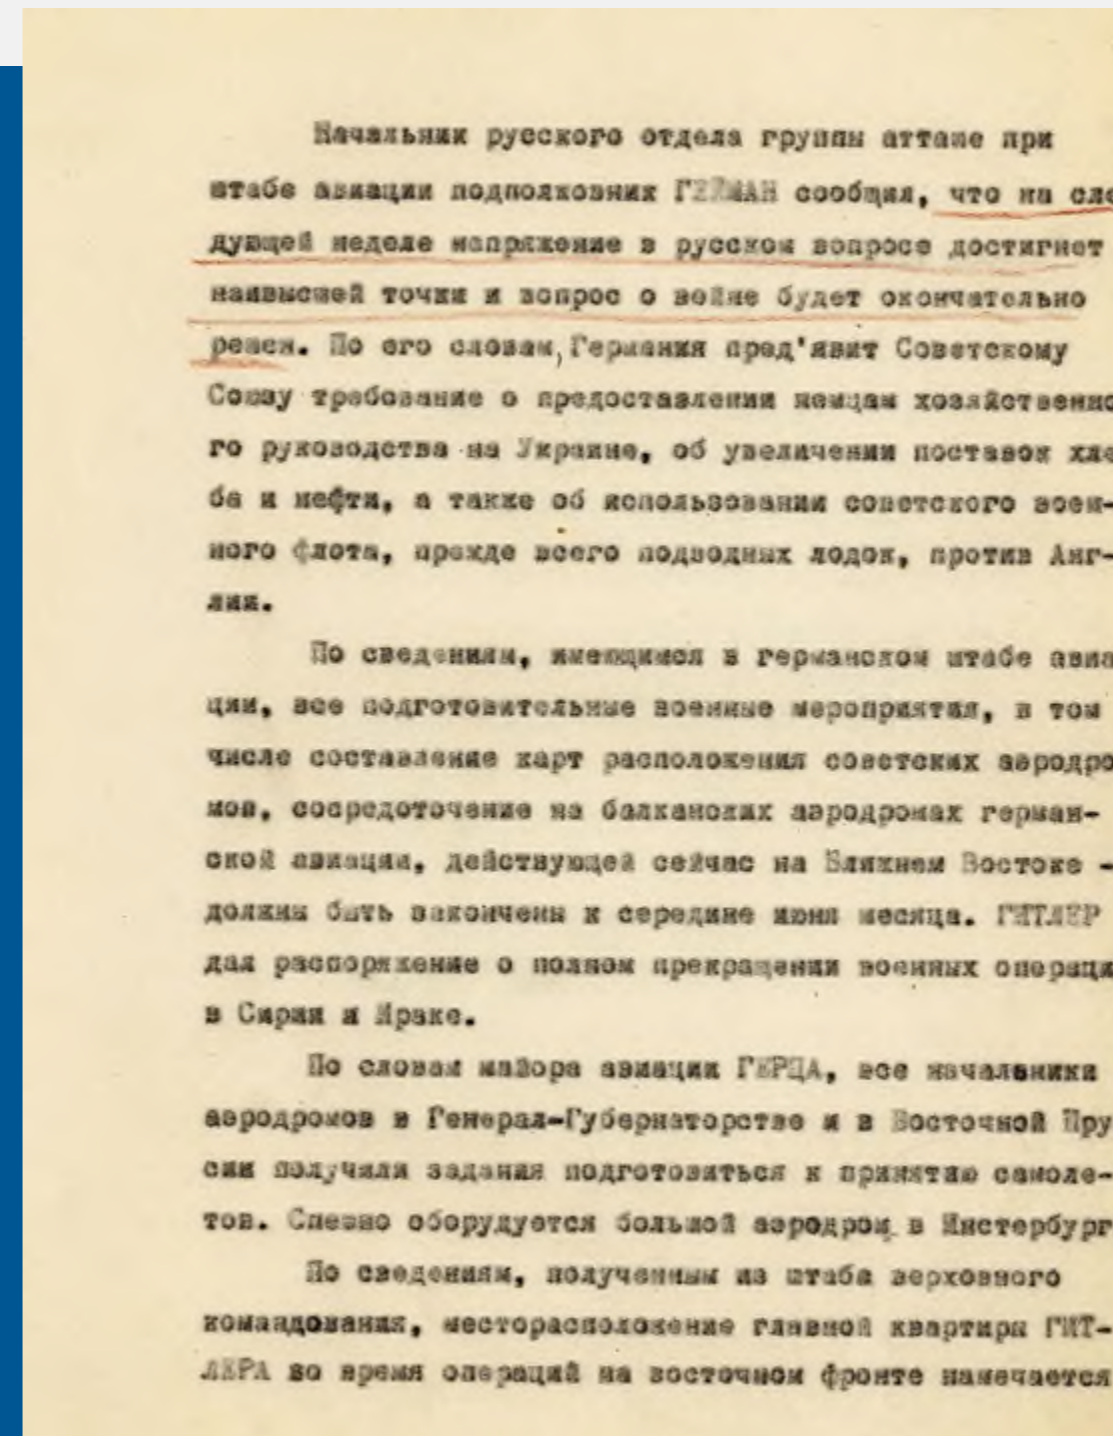 Начальник русского отдела группы атташе при
штабе авиации подполковник ГЕЙМАН сообщил, что на сле
дующей неделе напряжение в русском вопросе достигнет
наивысшей точки и вопрос о войне будет окончательно
решен. По его словам, Германия пред'явит Советскому
Союзу требование о предоставлении немцам хозяйственно
го руководства на Украине, об увеличении поставок хле
ба и нефти, а также об использовании советского воен-
ного флота, прежде всего подводных лодок, против Анг-
лии.
По сведениям, имеющимся в германском штабе авиа
ции, все подготовительные военные мероприятия, в том
числе составление карт расположения советских аэродро
мов, сосредоточение на балканских аэродромах герман-
ской авиации, действующей сейчас на Ближнем Востоке -
должны быть закончены к середине июня месяца. ГИТЛЕР
дал распоряжение о полном прекращении военных операци
в Сирии и Ираке.
По словам майора авиации ГЕРЦА, все начальники
аэродромов в Генерал-Губернаторстве и в Восточной Пру
сии получили задания подготовиться к принятию самоле-
тов. Спешно оборудуется большой аэродром в Инстербург
По сведениям, полученным из штаба верховного
командования, месторасположение главной квартиры ГИТ-
ЛЕРА во время операций на восточном фронте намечается